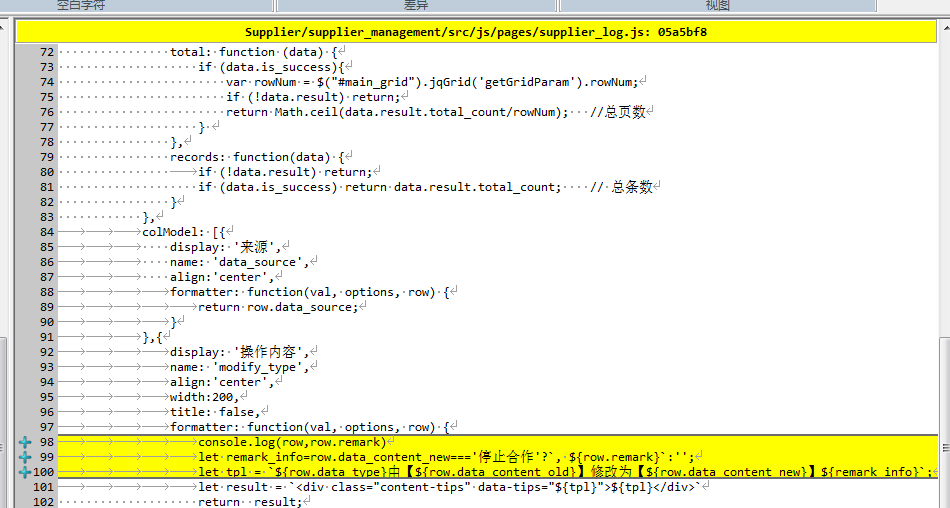 空白字符 差异 视图
Supplier/supplier_management/src/js/pages/supplier_log.js: 05a5bf8
72 total: function (data) {
73 if (data.is_success){
74 var rowNum = $("#main_grid").jqGrid('getGridParam').rowNum;
75 if (!data.result) return;
76 return Math.ceil(data.result.total_count/rowNum); //总页数
77 }
78 },
79 records: function(data) {
80 if (!data.result) return;
81 if (data.is_success) return data.result.total_count; // 总条数
82 }
83 },
84 colModel: [{
85 display: '来源',
86 name: 'data_source',
87 align:'center',
88 formatter: function(val, options, row) {
89 return row.data_source;
90 }
91 },{
92 display: '操作内容',
93 name: 'modify_type',
94 align:'center',
95 width:200,
96 title: false,
97 formatter: function(val, options, row) {
98 console.log(row,row.remark)
99 let remark_info=row.data_content_new==='停止合作'?`, ${row.remark}`:'';
100 let tpl = `${row.data_type}由【${row.data_content_old}】修改为【${row.data_content_new}】${remark_info}`;
101 let result = `<div class="content-tips" data-tips="${tpl}">${tpl}</div>`
102 return result;